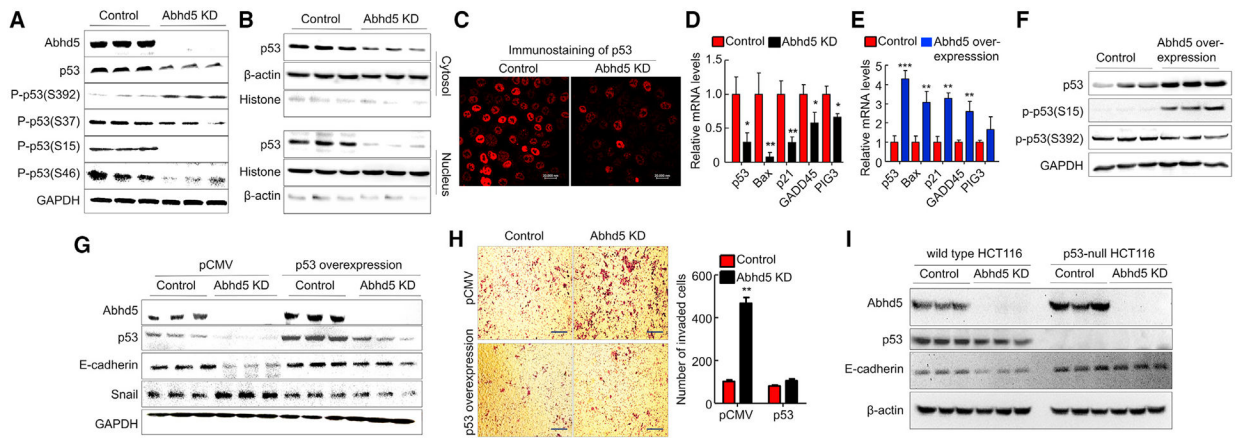 A
Control Abhd5 KD
Abhd5
p53
P-p53(S392)
P-p53(S37)
P-p53(S15)
P-p53(S46)
GAPDH
B
Control Abhd5 KD
p53
β-actin
Histone
Cytosol
p53
Histone
β-actin
Nucleus
C
Immunostaining of p53
Control Abhd5 KD
D
Control Abhd5 KD
Relative mRNA levels
1.5
1.0
0.5
0
*
**
**
*
*
p53
Bax
p21
GADD45
PIG3
E
Control Abhd5 over-
expresssion
Relative mRNA levels
5
4
3
2
1
0
***
**
**
**
p53
Bax
p21
GADD45
PIG3
F
Abhd5 over-
Control expression
p53
p-p53(S15)
p-p53(S392)
GAPDH
G
pCMV p53 overexpression
Control Abhd5 KD Control Abhd5 KD
Abhd5
p53
E-cadherin
Snail
GAPDH
H
Control Abhd5 KD
pCMV
p53 overexpression
Control
Abhd5 KD
Number of invaded cells
600
400
200
0
**
pCMV p53
I
wild type HCT116 p53-null HCT116
Control Abhd5 KD Control Abhd5 KD
Abhd5
p53
E-cadherin
β-actin